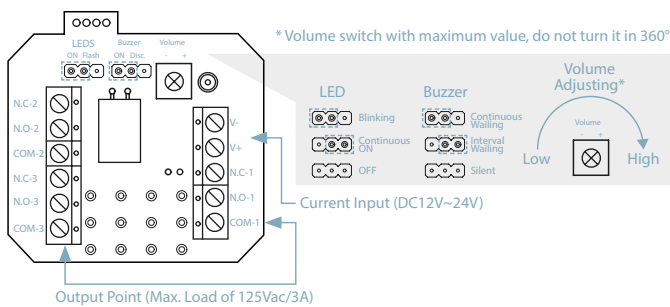 * Volume switch with maximum value, do not turn it in 360°
LEDS Buzzer Volume
ON Flash ON Disc. - +
N.C-2
N.O-2
COM-2
N.C-3
N.O-3
COM-3
V-
V+
N.C-1
N.O-1
COM-1
LED
Blinking
Continuous
ON
OFF
Buzzer
Continuous
Wailing
Interval
Wailing
Silent
Volume
Adjusting*
Volume
- +
Low
High
Current Input (DC12V~24V)
Output Point (Max. Load of 125Vac/3A)